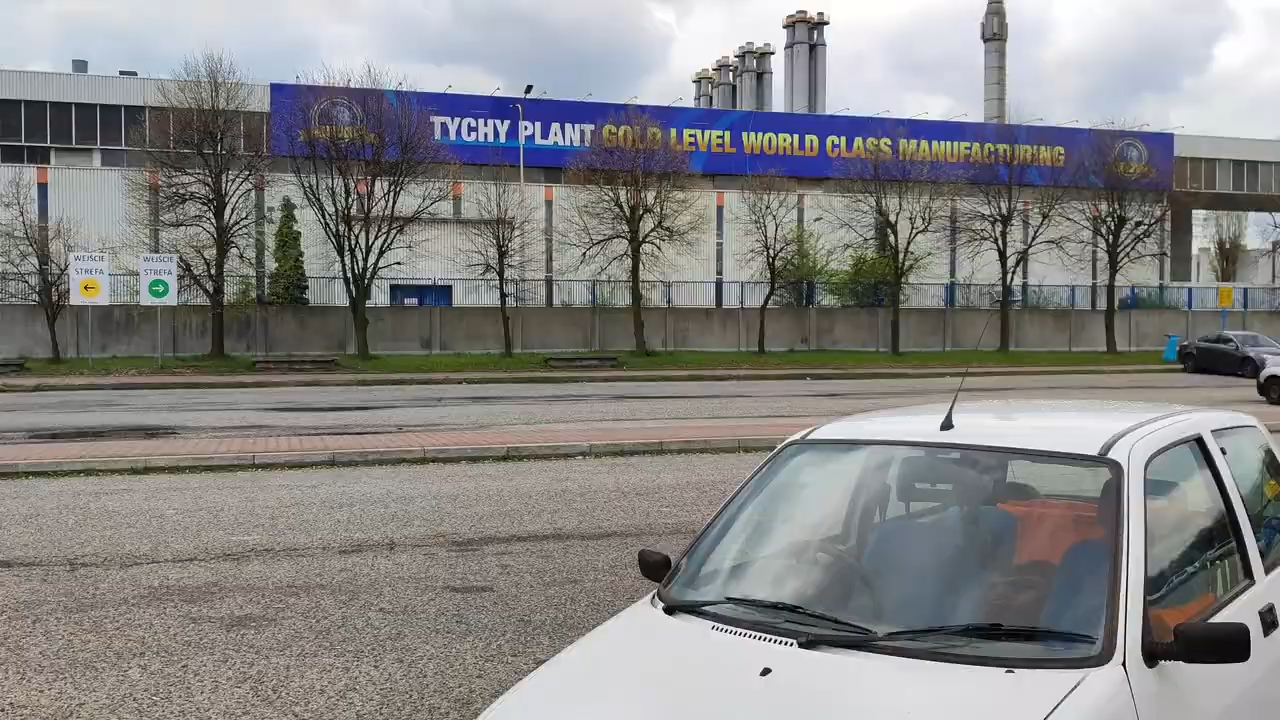 TYCHY PLANT GOLD LEVEL WORLD CLASS MANUFACTURING
WEJŚCIE
STREFA
WEJŚCIE
STREFA